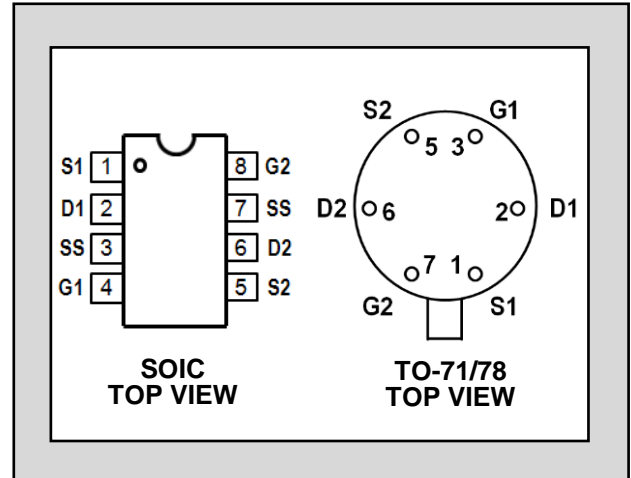 S2 G1
5 3
S1 1 8 G2
D1 2 7 SS
D2 6 2 D1
SS 3 6 D2
G1 4 5 S2
7 1
G2 S1
SOIC
TOP VIEW
TO-71/78
TOP VIEW